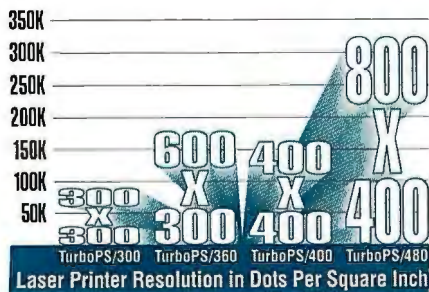 350K
300K
250K
200K
150K
100K
50K
300
X
300
600
X
300
400
X
400
800
X
400
TurboPS/300 TurboPS/360 TurboPS/400 TurboPS/480
Laser Printer Resolution in Dots Per Square Inch